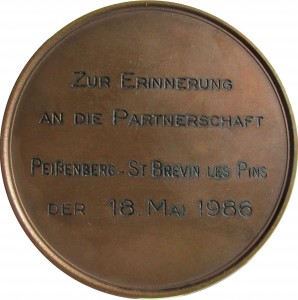 ZUR ERINNERUNG
AN DIE PARTNERSCHAFT
PEIßENBERG - ST BREVIN LES PINS
DER 18 MAI 1986